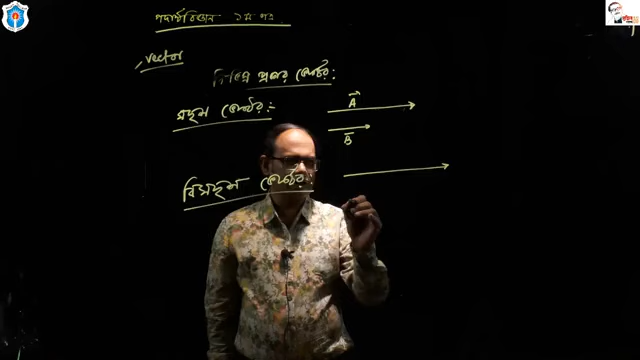 পদার্থবিজ্ঞান ১ম পত্র
vector
বিভিন্ন প্রকার ভেক্টর:
সদৃশ ভেক্টর:-
A
B
বিসদৃশ ভেক্টর: